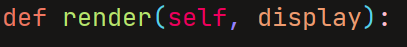 def render(self, display):